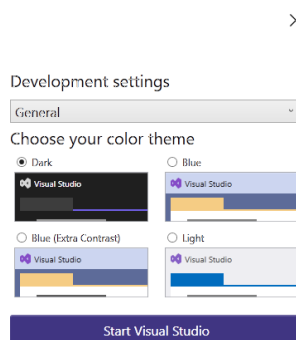 Development settings
General
Choose your color theme
Dark
Blue
Visual Studio
Visual Studio
Blue (Extra Contrast)
Light
Visual Studio
Visual Studio
Start Visual Studio